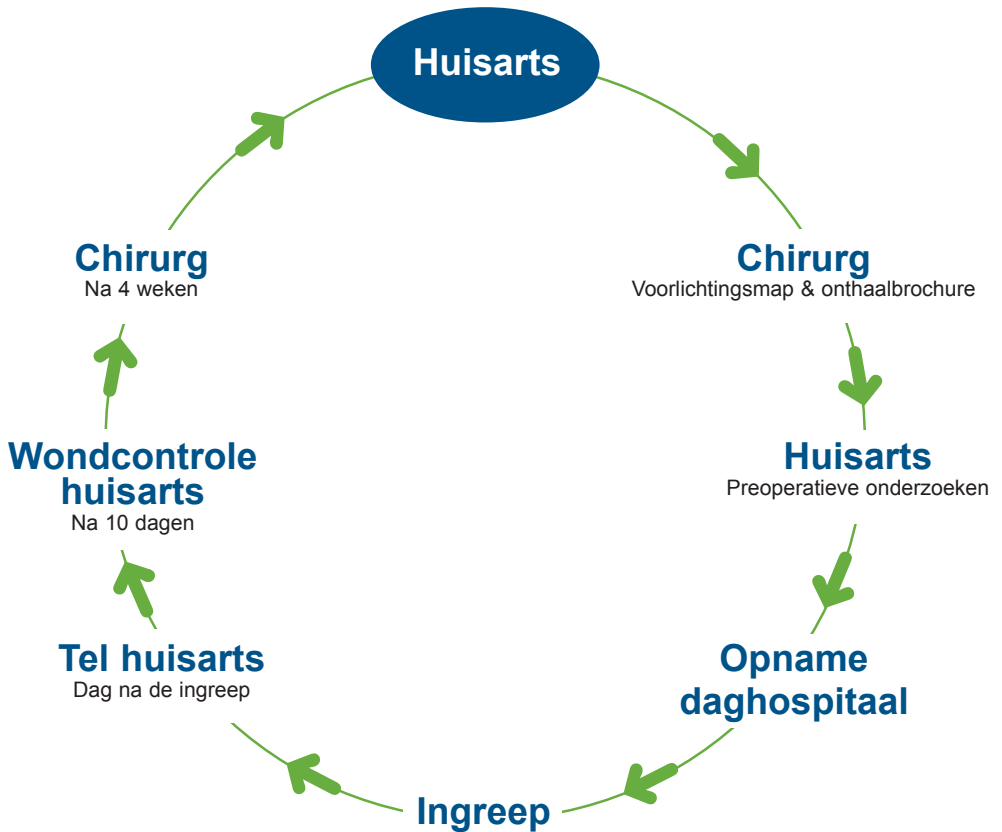 Huisarts
Chirurg
Voorlichtingsmap & onthaalbrochure
Huisarts
Preoperatieve onderzoeken
Opname
daghospitaal
Ingreep
Tel huisarts
Dag na de ingreep
Wondcontrole
huisarts
Na 10 dagen
Chirurg
Na 4 weken